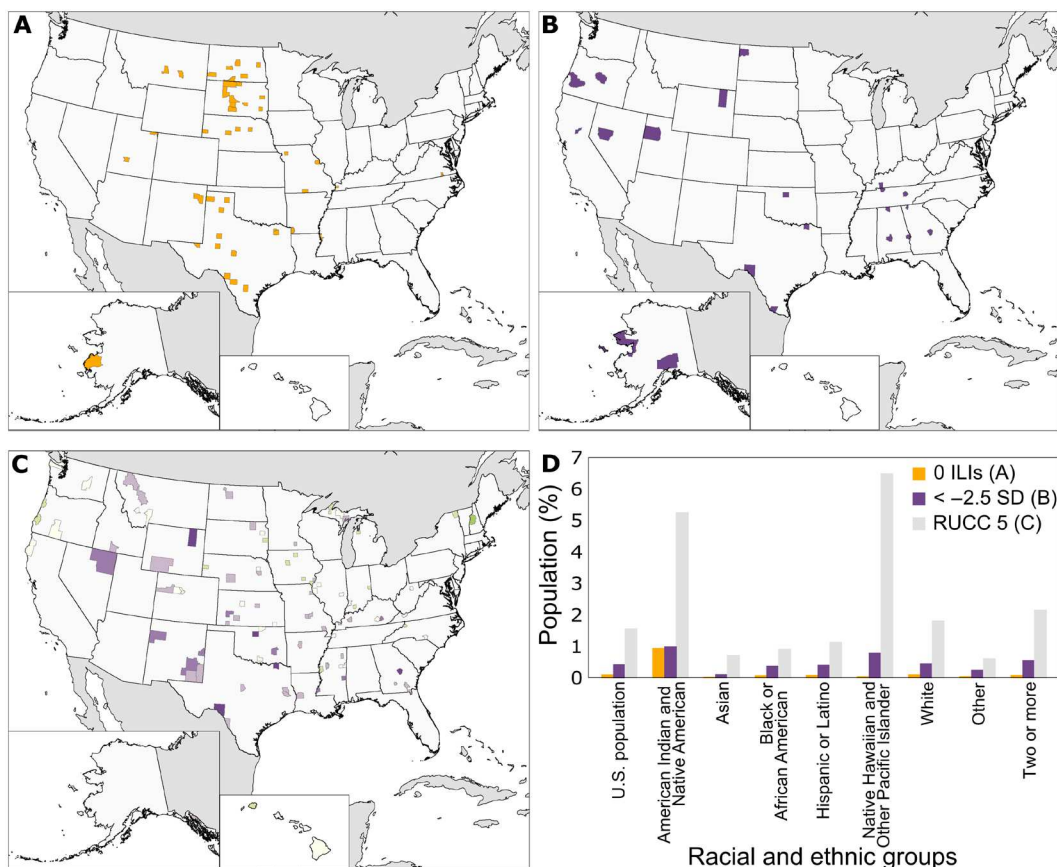 A
B
C
D
7
6
5
4
3
2
1
0
Population (%)
0 ILIs (A)
< −2.5 SD (B)
RUCC 5 (C)
U.S. population
American Indian and
Native American
Asian
Black or
African American
Hispanic or Latino
Native Hawaiian and
Other Pacific Islander
White
Other
Two or more
Racial and ethnic groups